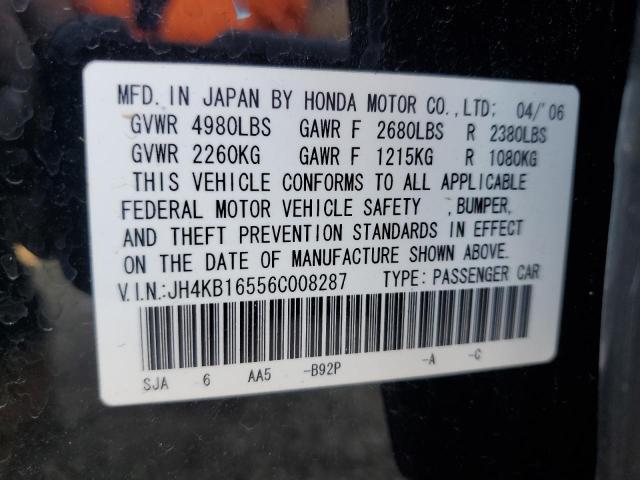 MFD. IN JAPAN BY HONDA MOTOR CO., LTD: 04/'06
GVWR 4980LBS GAWR F 2680LBS R 2380LBS
GVWR 2260KG GAWR F 1215KG R 1080KG
THIS VEHICLE CONFORMS TO ALL APPLICABLE
FEDERAL MOTOR VEHICLE SAFETY ,BUMPER,
AND THEFT PREVENTION STANDARDS IN EFFECT
ON THE DATE OF MANUFACTURE SHOWN ABOVE.
V.I.N.:JH4KB16556C008287 TYPE: PASSENGER CAR
SJA 6 AA5 -B92P -A -C